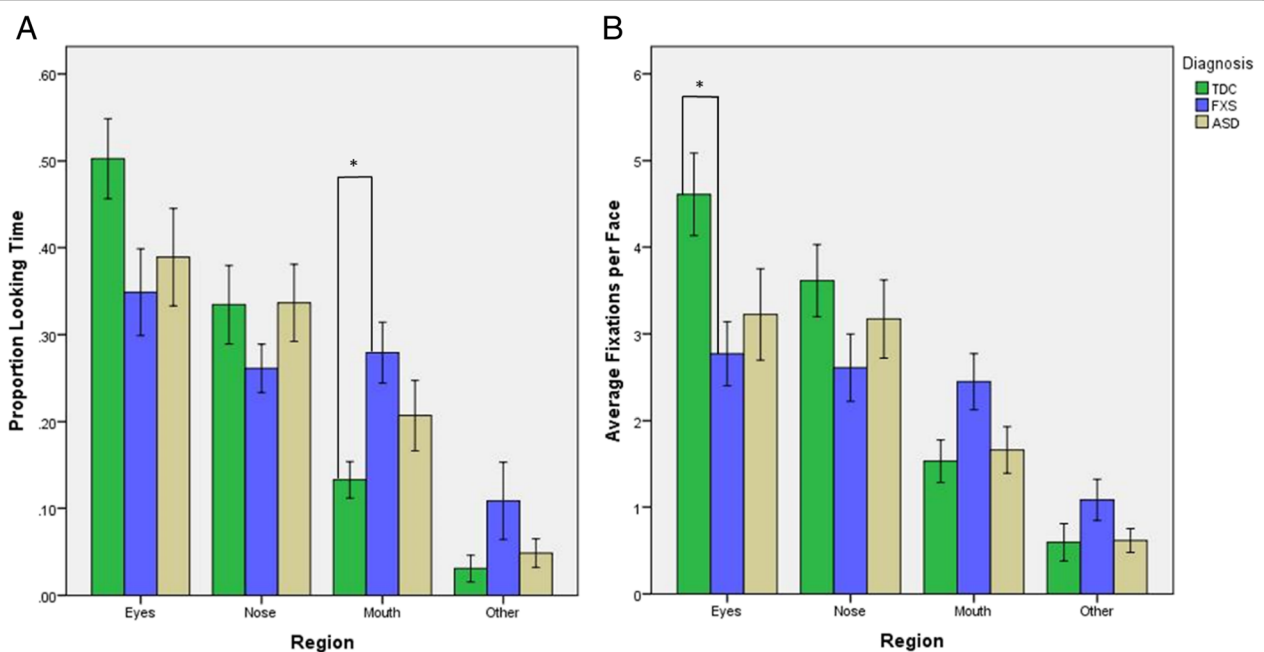 A
Proportion Looking Time
.60
.50
.40
.30
.20
.10
.00
*
Eyes Nose Mouth Other
Region
B
Average Fixations per Face
6
5
4
3
2
1
0
*
Eyes Nose Mouth Other
Region
Diagnosis
TDC
FXS
ASD